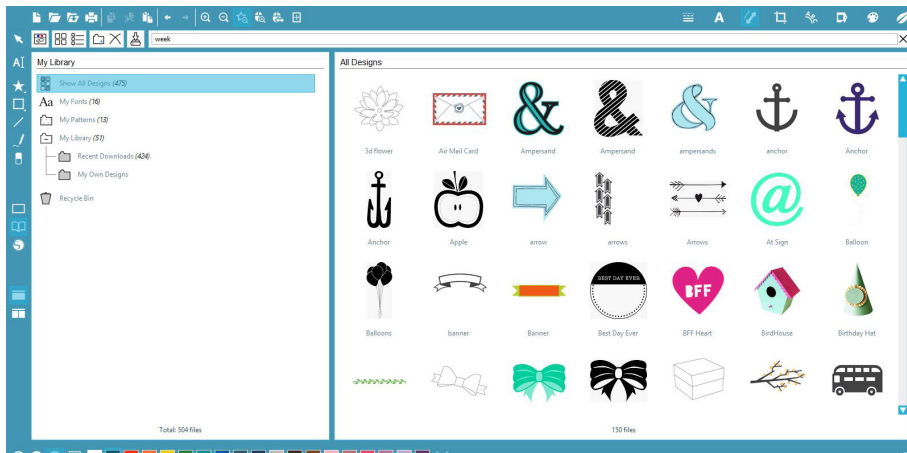 A
week
AI
My Library
Show All Designs (475)
Aa My Fonts (16)
My Patterns (13)
My Library (51)
Recent Downloads (424)
My Own Designs
Recycle Bin
Total: 504 files
All Designs
&
&
&
3d flower Air Mail Card Ampersand Ampersand ampersands anchor Anchor
@
Anchor Apple arrow arrows Arrows At Sign Balloon
BEST DAY EVER
BFF
Balloons banner Banner Best Day Ever BFF Heart BirdHouse Birthday Hat
150 files